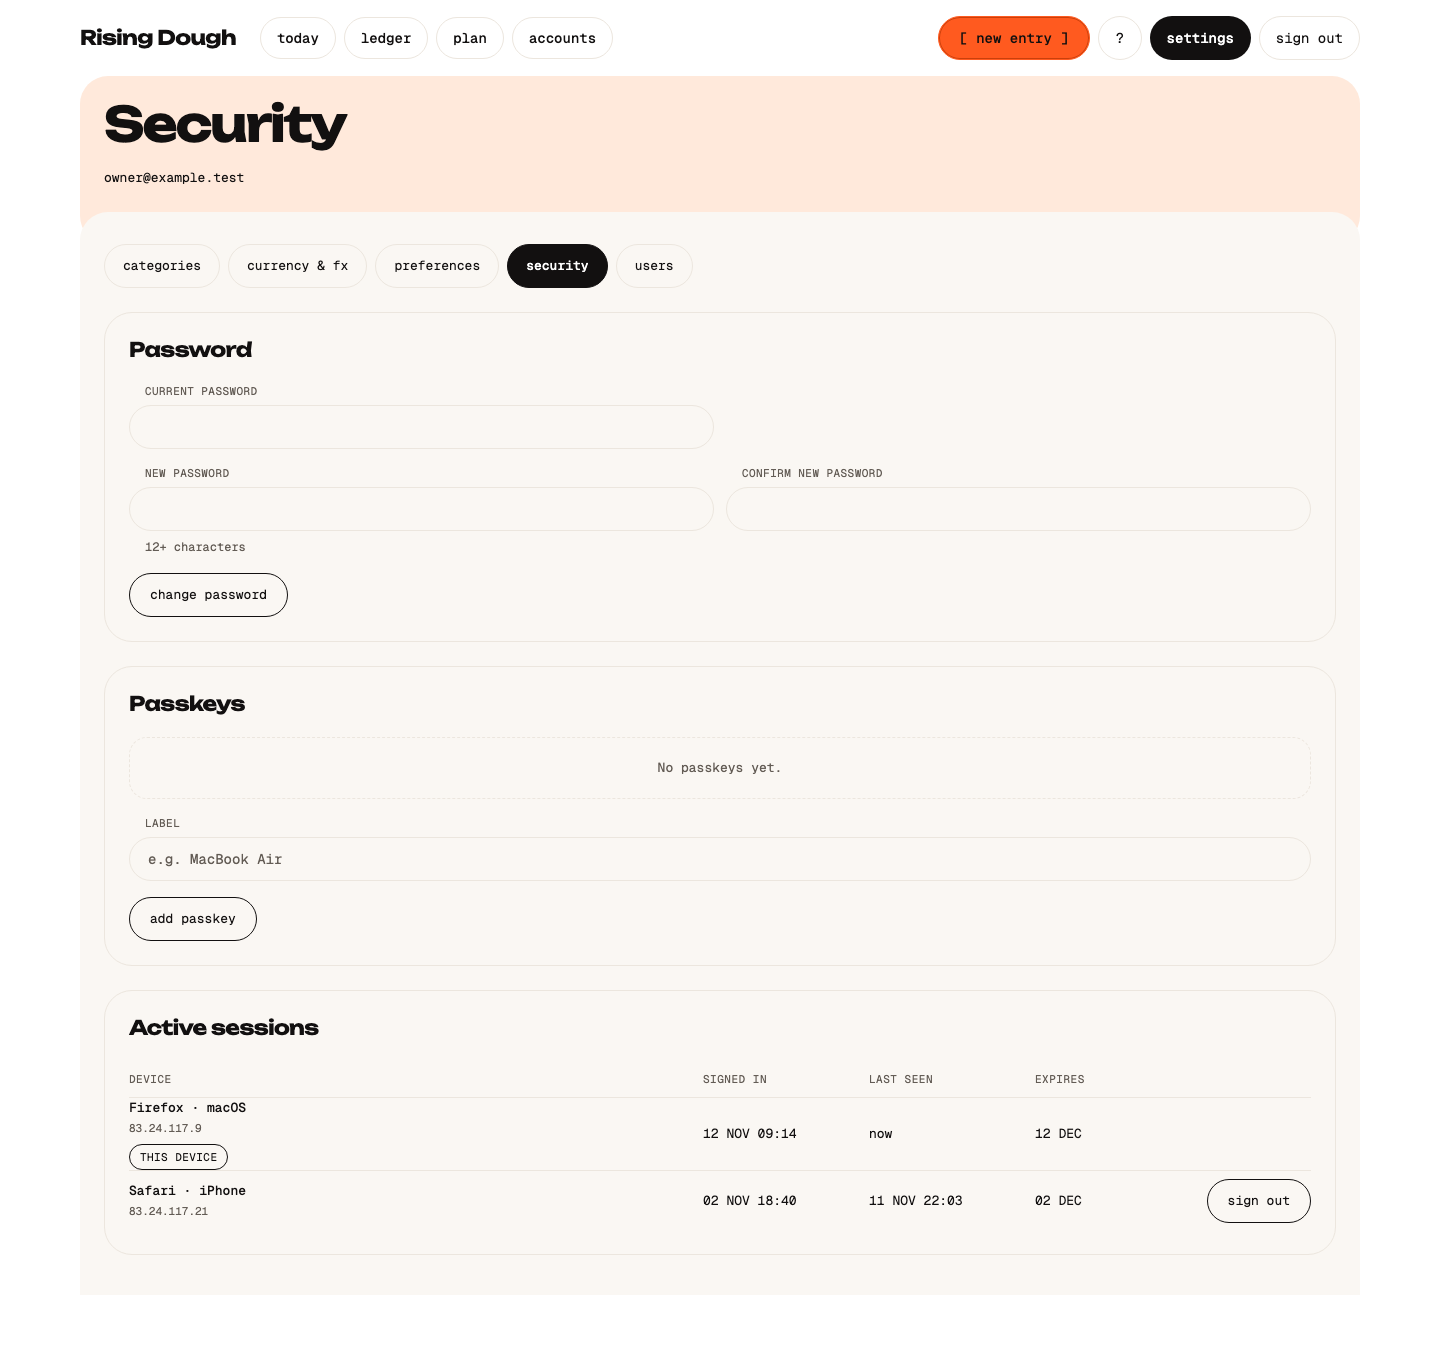 Rising Dough today ledger plan accounts [ new entry ] ? settings sign out
Security
owner@example.test
categories currency & fx preferences security users
Password
CURRENT PASSWORD
NEW PASSWORD CONFIRM NEW PASSWORD
12+ characters
change password
Passkeys
No passkeys yet.
LABEL
e.g. MacBook Air
add passkey
Active sessions
DEVICE SIGNED IN LAST SEEN EXPIRES
Firefox · macOS
83.24.117.9
THIS DEVICE
12 NOV 09:14 now 12 DEC
Safari · iPhone
83.24.117.21
02 NOV 18:40 11 NOV 22:03 02 DEC sign out